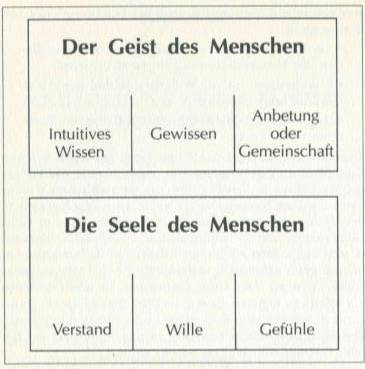 Der Geist des Menschen
Intuitives
Wissen
Gewissen
Anbetung
oder
Gemeinschaft
Die Seele des Menschen
Verstand
Wille
Gefühle